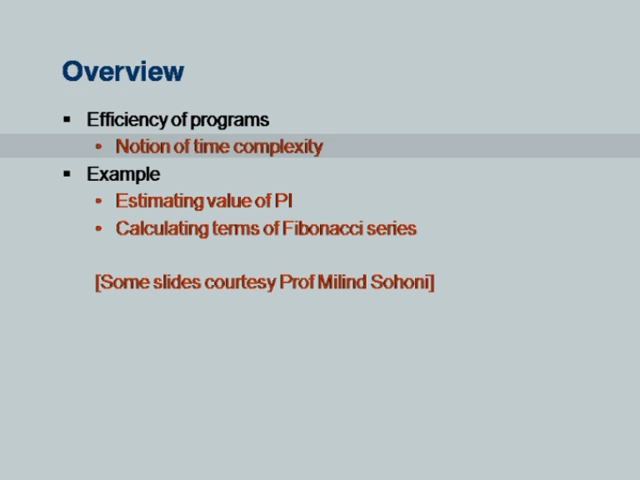 Overview
▪ Efficiency of programs
• Notion of time complexity
▪ Example
• Estimating value of PI
• Calculating terms of Fibonacci series
[Some slides courtesy Prof Milind Sohoni]